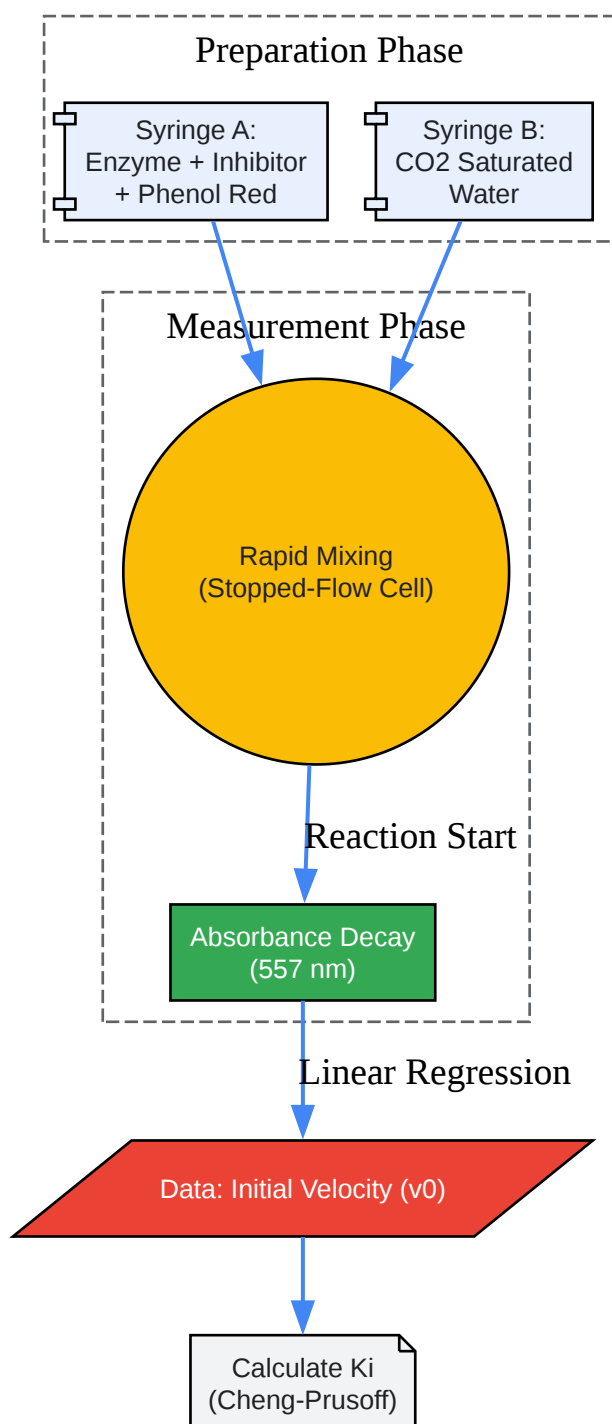 Preparation Phase
Syringe A:
Enzyme + Inhibitor
+ Phenol Red
Syringe B:
CO2 Saturated
Water
Measurement Phase
Rapid Mixing
(Stopped-Flow Cell)
Reaction Start
Absorbance Decay
(557 nm)
Linear Regression
Data: Initial Velocity (v0)
Calculate Ki
(Cheng-Prusoff)